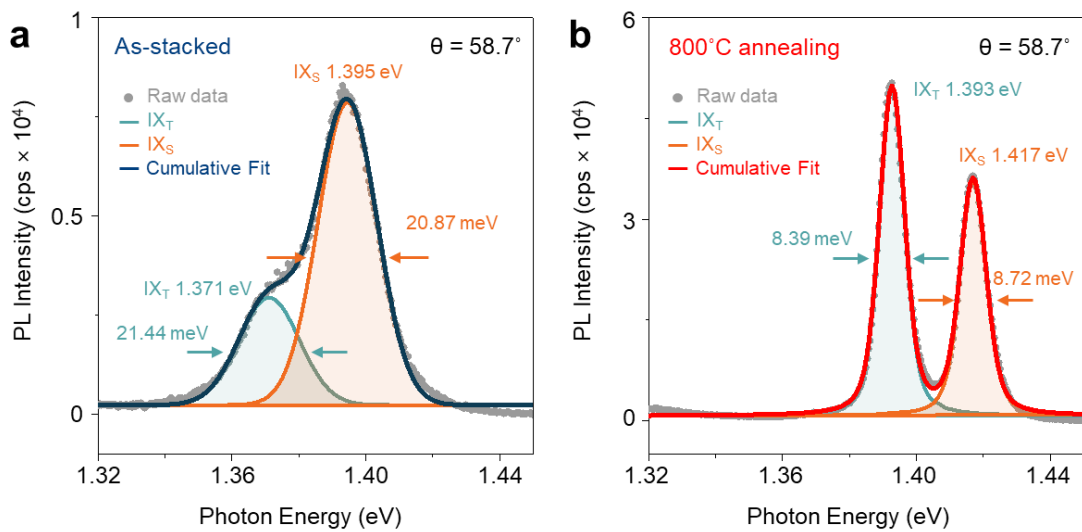 a
As-stacked
θ = 58.7°
IXS 1.395 eV
Raw data
IXT
IXS
Cumulative Fit
20.87 meV
IXT 1.371 eV
21.44 meV
PL Intensity (cps × 10⁴)
1
0.5
0
1.32
1.36
1.40
1.44
Photon Energy (eV)
b
800°C annealing
θ = 58.7°
IXT 1.393 eV
Raw data
IXT
IXS
Cumulative Fit
IXS 1.417 eV
8.39 meV
8.72 meV
PL Intensity (cps × 10⁴)
6
3
0
1.32
1.36
1.40
1.44
Photon Energy (eV)